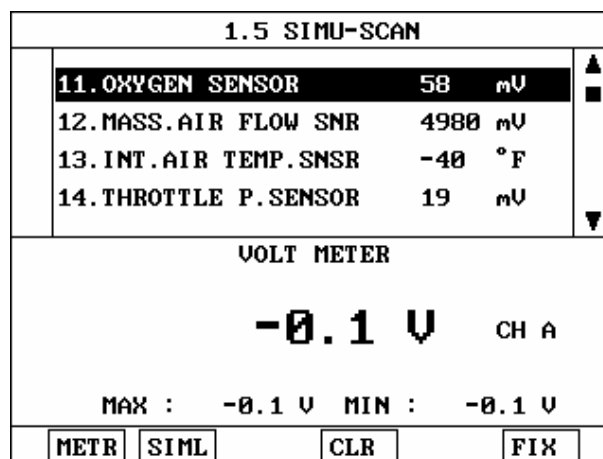 1.5 SIMU-SCAN
11.OXYGEN SENSOR 58 mV
12.MASS.AIR FLOW SNR 4980 mV
13.INT.AIR TEMP.SNSR -40 °F
14.THROTTLE P.SENSOR 19 mV
VOLT METER
-0.1 V CH A
MAX : -0.1 V MIN : -0.1 V
METR SIML CLR FIX